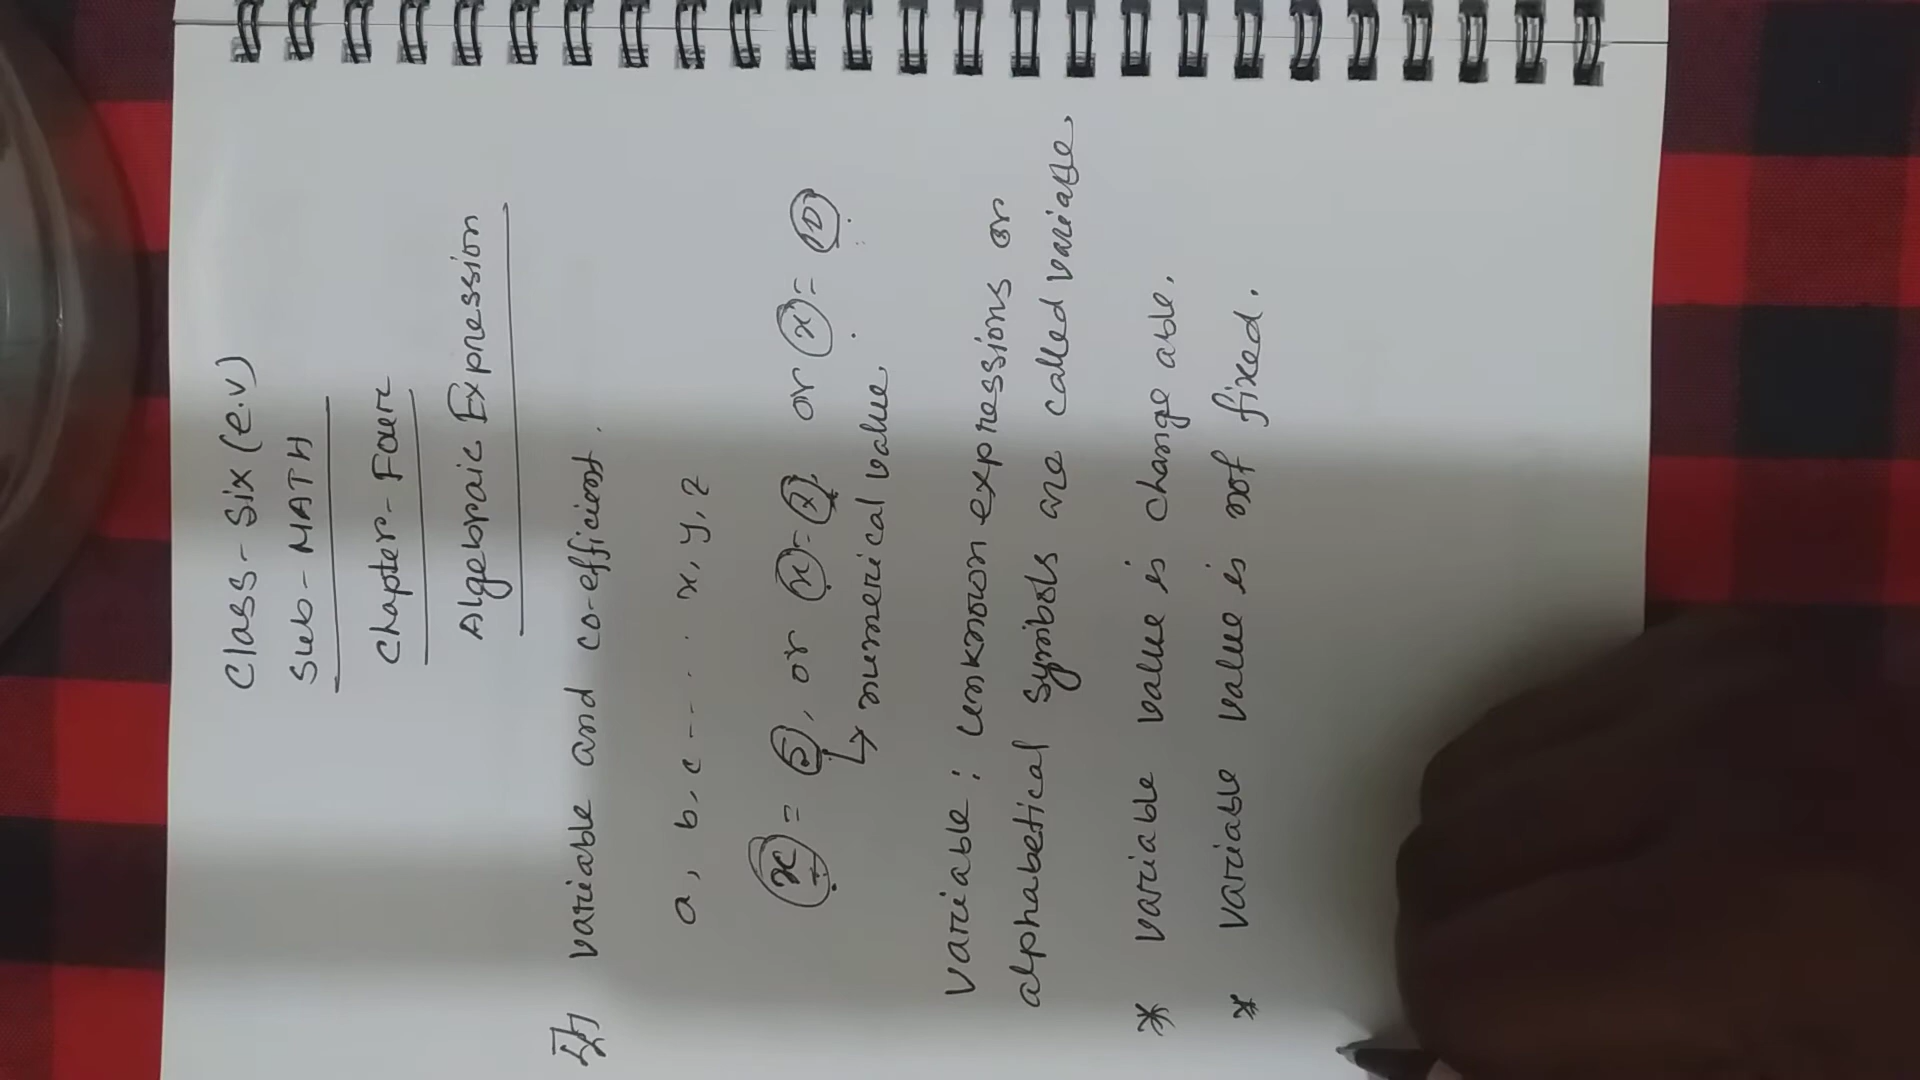 Class - Six (e.v)
Sub - MATH
Chapter - Four
Algebraic Expression
variable and co-efficient.
a, b, c - - . . . x, y, z
x = 5, or x = 2, or x = 10
↳ numerical value.
Variable : unknown expressions or
alphabetical symbols are called variable,
* variable value is change able.
* variable value is not fixed.